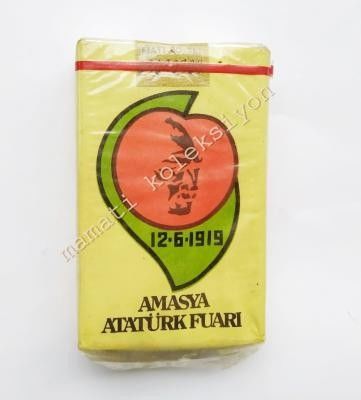 12·6·1919
AMASYA
ATATÜRK FUARI
mamati koleksiyon